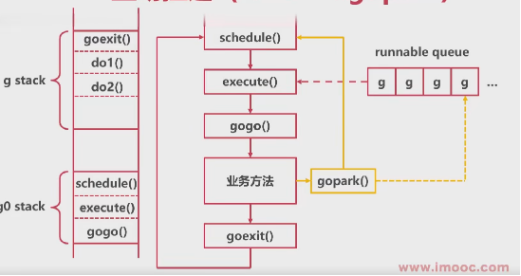 goexit()
do1()
do2()
g stack
schedule()
execute()
gogo()
g0 stack
schedule()
execute()
gogo()
业务方法
gopark()
goexit()
runnable queue
g g g g ...
www.imooc.com